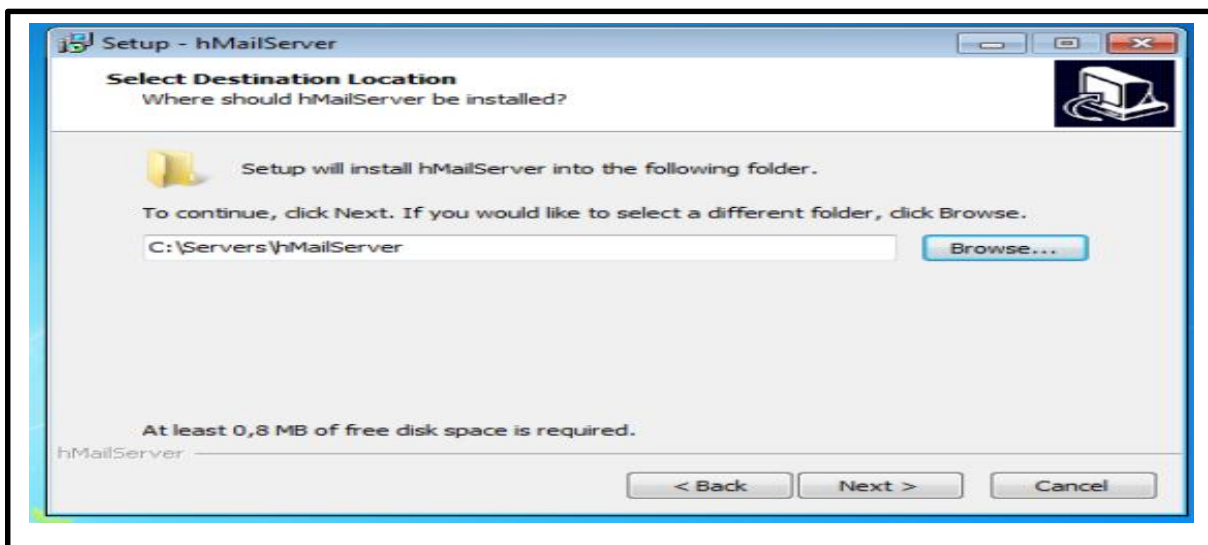 Setup - hMailServer
Select Destination Location
Where should hMailServer be installed?
Setup will install hMailServer into the following folder.
To continue, click Next. If you would like to select a different folder, click Browse.
C:\Servers\hMailServer
Browse...
At least 0,8 MB of free disk space is required.
hMailServer
< Back
Next >
Cancel